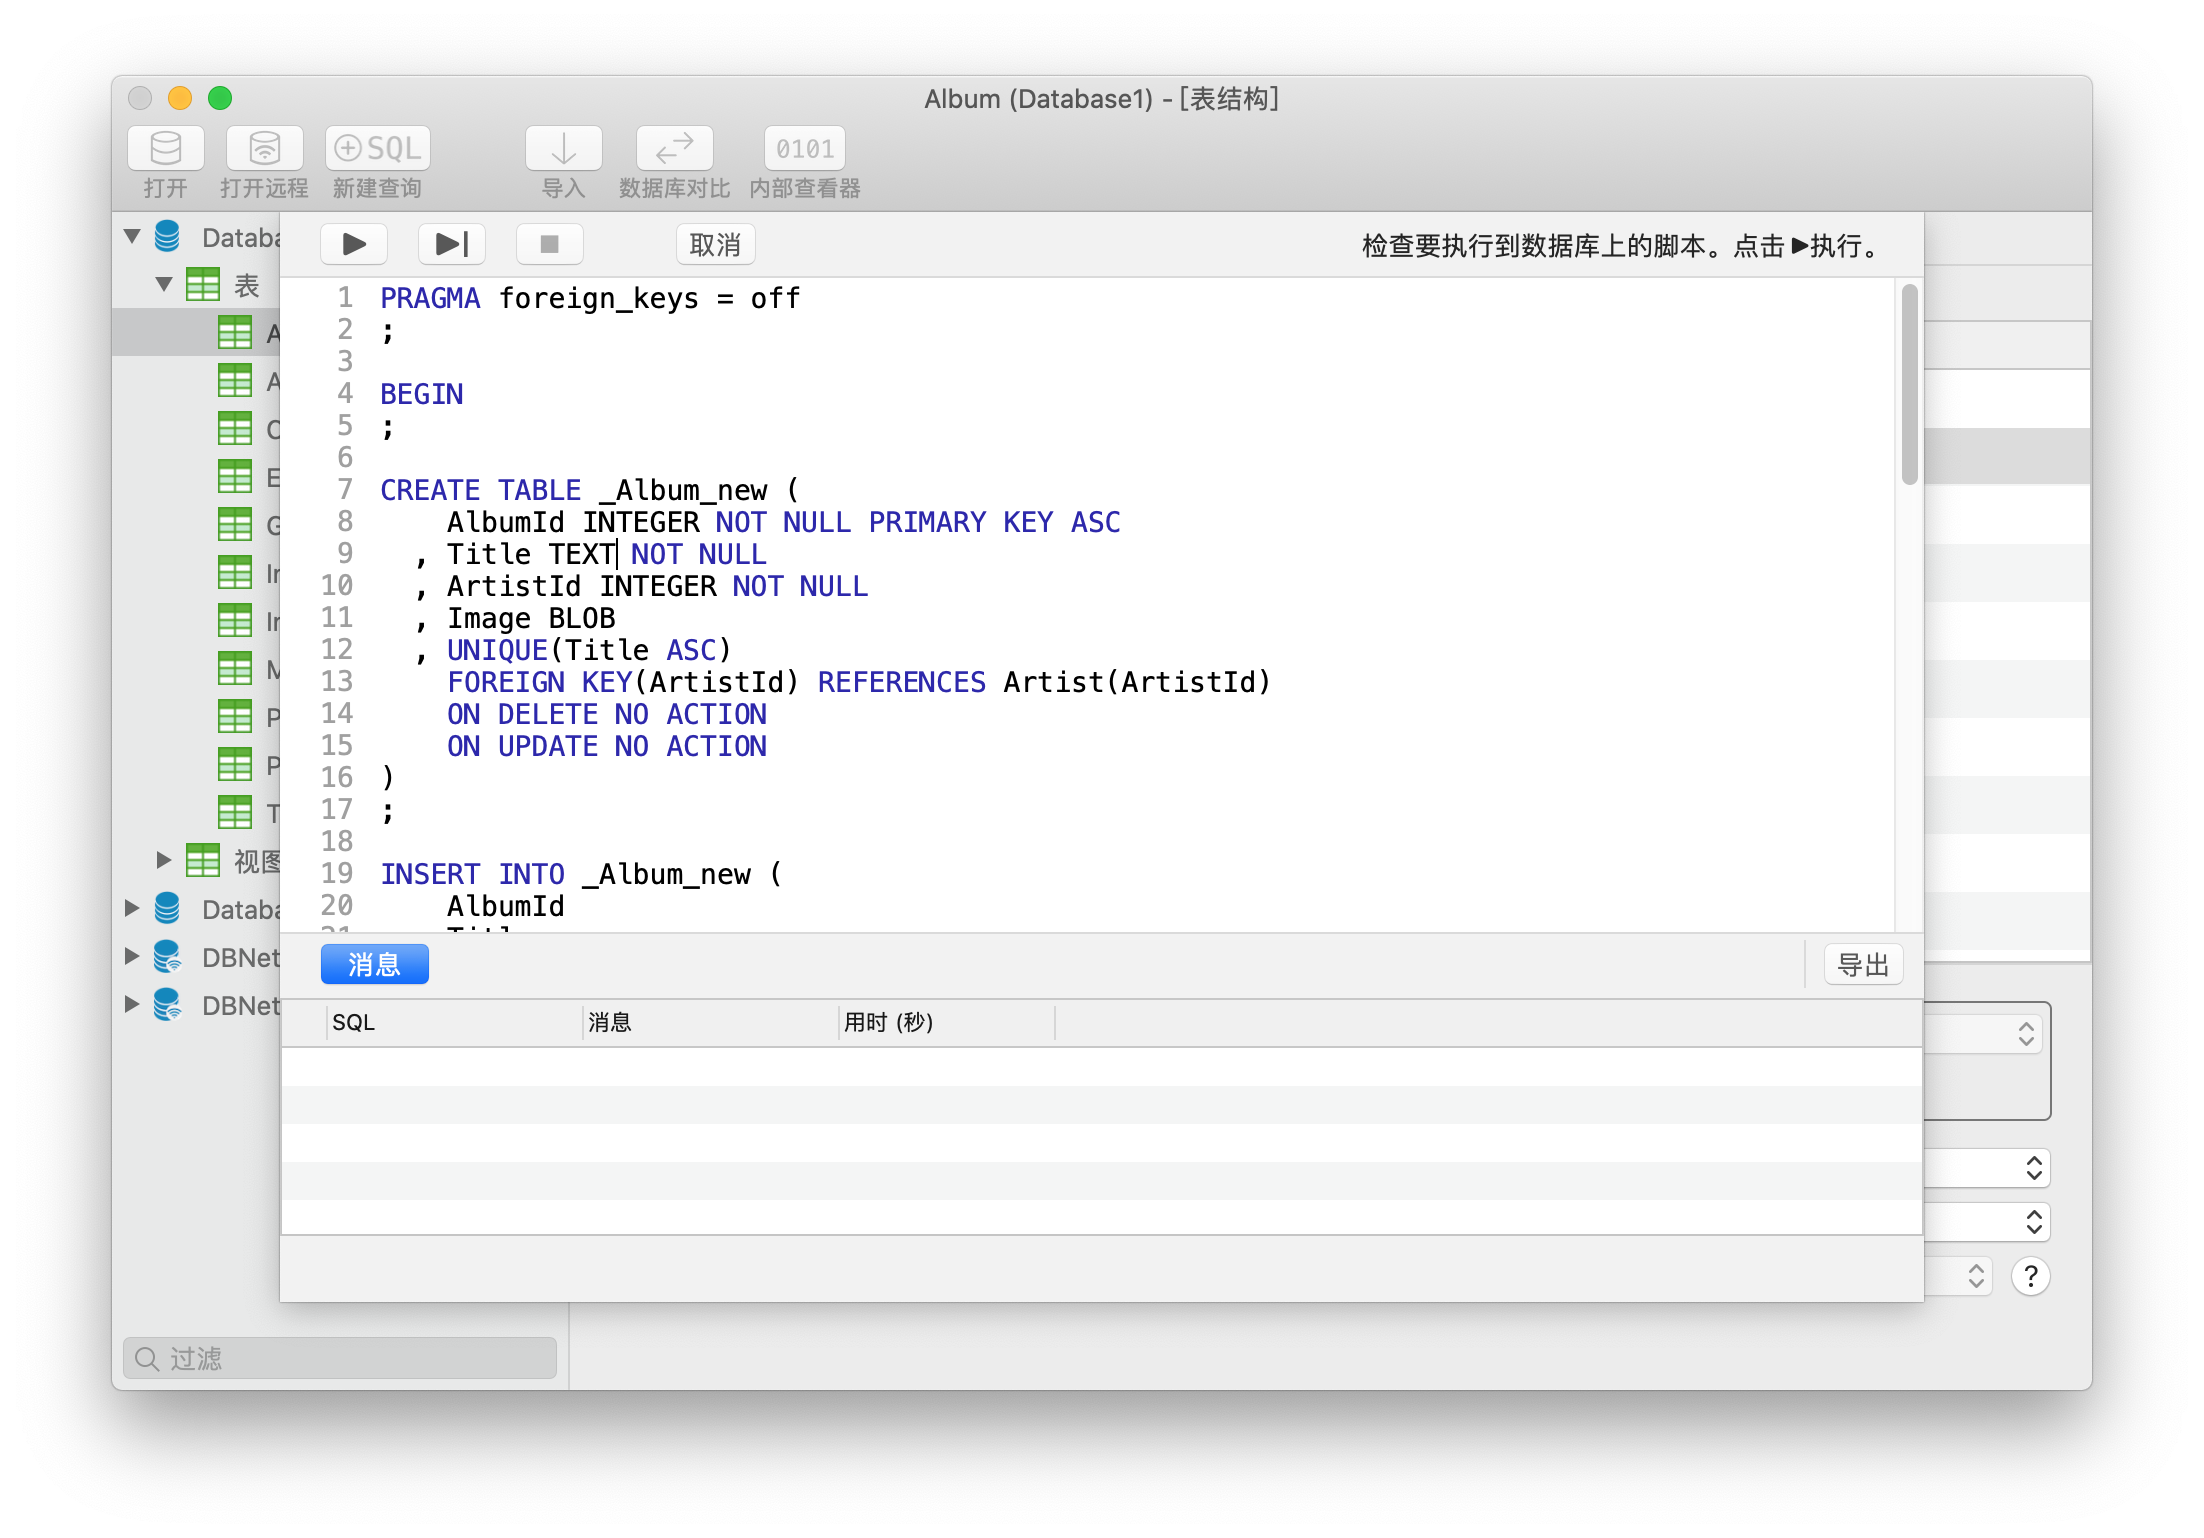 Album (Database1) - [表结构]
SQL
0101
打开 打开远程 新建查询 导入 数据库对比 内部查看器
取消 检查要执行到数据库上的脚本。点击 ▶执行。
表
视图
DBNet
DBNet
1 PRAGMA foreign_keys = off
2 ;
3
4 BEGIN
5 ;
6
7 CREATE TABLE _Album_new (
8 AlbumId INTEGER NOT NULL PRIMARY KEY ASC
9 , Title TEXT NOT NULL
10 , ArtistId INTEGER NOT NULL
11 , Image BLOB
12 , UNIQUE(Title ASC)
13 FOREIGN KEY(ArtistId) REFERENCES Artist(ArtistId)
14 ON DELETE NO ACTION
15 ON UPDATE NO ACTION
16 )
17 ;
18
19 INSERT INTO _Album_new (
20 AlbumId
消息 导出
SQL 消息 用时 (秒)
?
过滤